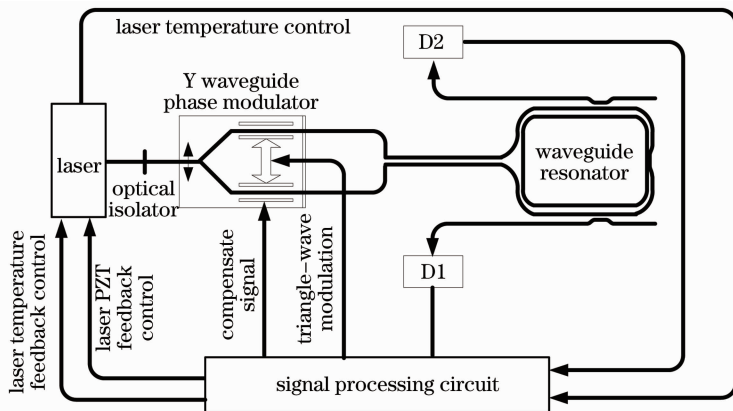 laser temperature control
D2
Y waveguide
phase modulator
laser
optical
isolator
waveguide
resonator
D1
laser temperature
feedback control
laser PZT
feedback
control
compensate
signal
triangle-wave
modulation
signal processing circuit